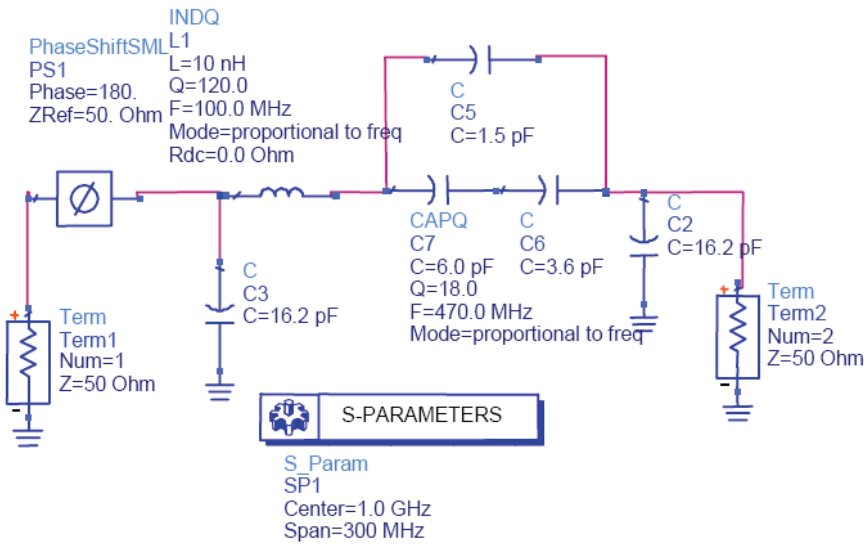 INDQ
L1
L=10 nH
Q=120.0
F=100.0 MHz
Mode=proportional to freq
Rdc=0.0 Ohm
PhaseShiftSML
PS1
Phase=180.
ZRef=50. Ohm
C
C5
C=1.5 pF
CAPQ
C7
C=6.0 pF
Q=18.0
F=470.0 MHz
Mode=proportional to freq
C
C6
C=3.6 pF
C
C2
C=16.2 pF
C
C3
C=16.2 pF
+
Term
Term1
Num=1
Z=50 Ohm
-
+
Term
Term2
Num=2
Z=50 Ohm
-
S-PARAMETERS
S_Param
SP1
Center=1.0 GHz
Span=300 MHz